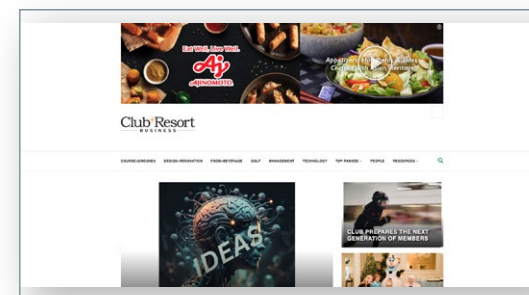 Eat Well, Live Well.
Aj
AJINOMOTO
Club+Resort
BUSINESS
COURSE+GROUNDS DESIGN+RENOVATION FOOD+BEVERAGE GOLF MANAGEMENT TECHNOLOGY TOP RANKED PEOPLE RESOURCES
IDEAS
CLUB PREPARES THE NEXT
GENERATION OF MEMBERS